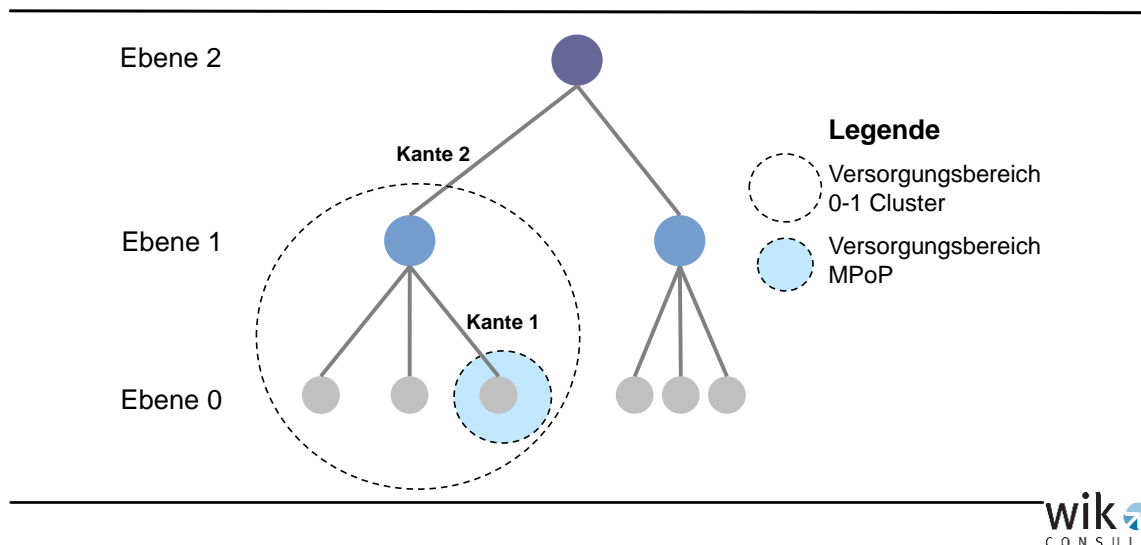 Ebene 2
Kante 2
Legende
Versorgungsbereich
0-1 Cluster
Ebene 1
Versorgungsbereich
MPoP
Kante 1
Ebene 0
wik